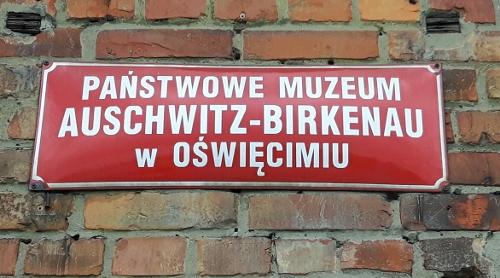 PAŃSTWOWE MUZEUM
AUSCHWITZ-BIRKENAU
w OŚWIĘCIMIU